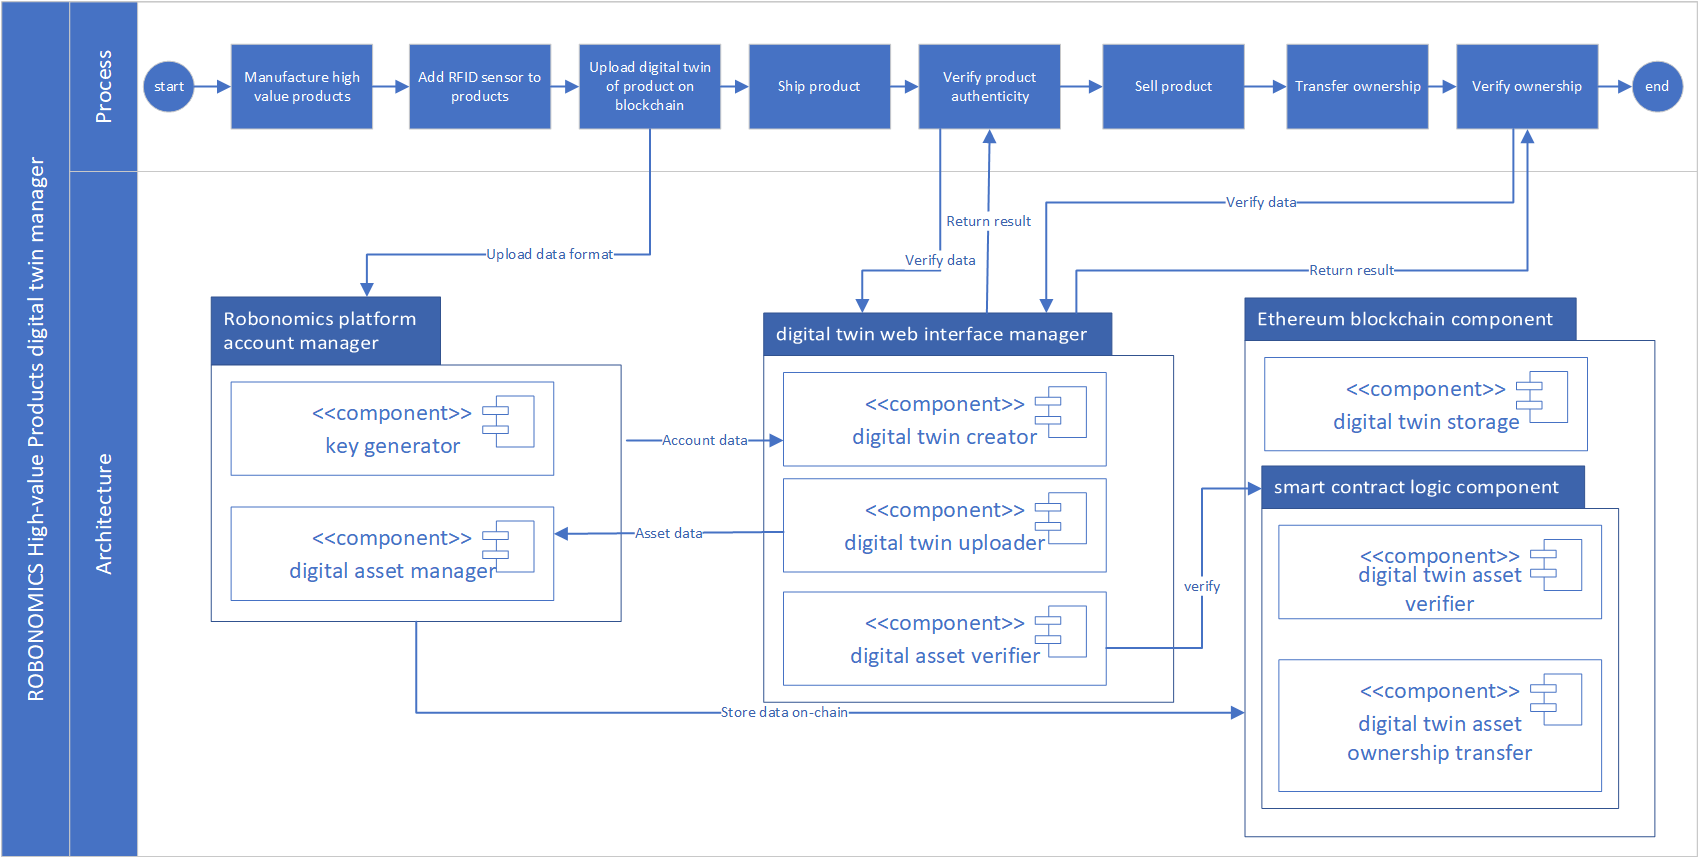 ROBONOMICS High-value Products digital twin manager
Process
Architecture
start
Manufacture high
value products
Add RFID sensor to
products
Upload digital twin
of product on
blockchain
Ship product
Verify product
authenticity
Sell product
Transfer ownership
Verify ownership
end
Upload data format
Verify data
Return result
Verify data
Return result
Robonomics platform
account manager
<<component>>
key generator
<<component>>
digital asset manager
Account data
Asset data
digital twin web interface manager
<<component>>
digital twin creator
<<component>>
digital twin uploader
<<component>>
digital asset verifier
verify
Store data on-chain
Ethereum blockchain component
<<component>>
digital twin storage
smart contract logic component
<<component>>
digital twin asset
verifier
<<component>>
digital twin asset
ownership transfer